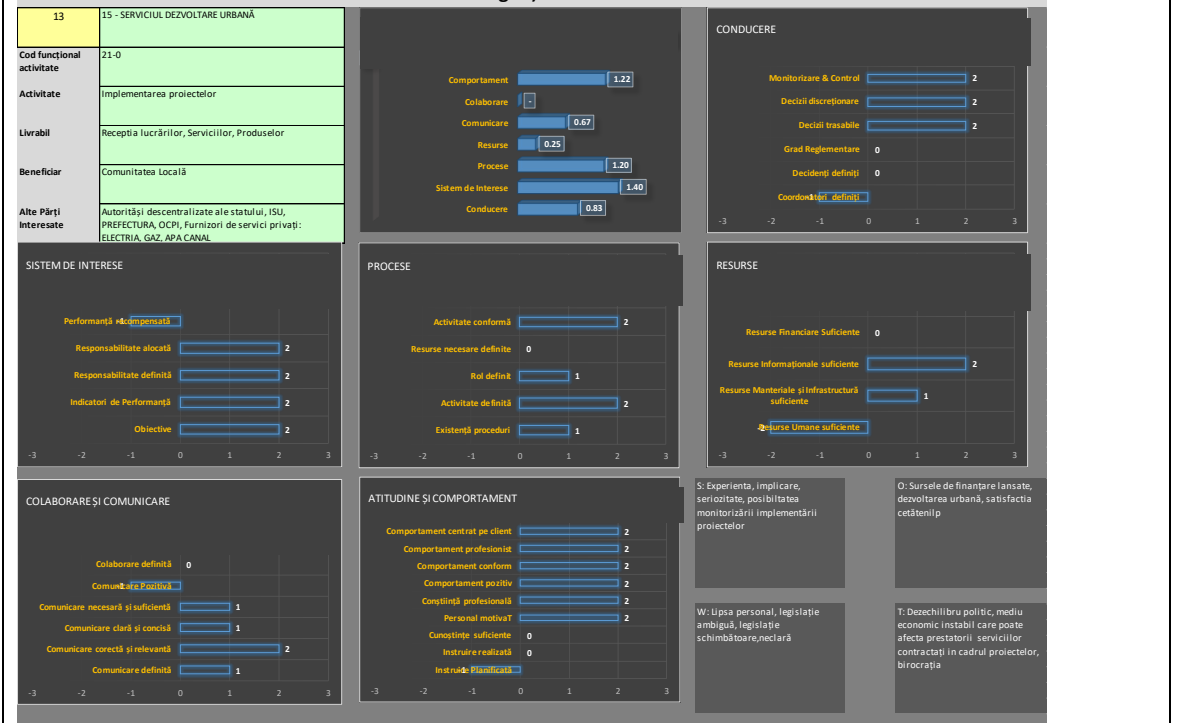 13
15 - SERVICIUL DEZVOLTARE URBANĂ
Cod funcțional
activitate
21-0
Activitate
Implementarea proiectelor
Livrabil
Receptia lucrărilor, Serviciilor, Produselor
Beneficiar
Comunitatea Locală
Alte Părți
Interesate
Autorităși descentralizate ale statului, ISU,
PREFECTURA, OCPI, Furnizori de servici privați:
ELECTRIA, GAZ, APA CANAL
Comportament 1.22
Colaborare -
Comunicare 0.67
Resurse 0.25
Procese 1.20
Sistem de Interese 1.40
Conducere 0.83
CONDUCERE
Monitorizare & Control 2
Decizii discreționare 2
Decizii trasabile 2
Grad Reglementare 0
Decidenți definiți 0
Coordonatori definiți -1
-3 -2 -1 0 1 2 3
SISTEM DE INTERESE
Performanță recompensată -1
Responsabilitate alocată 2
Responsabilitate definită 2
Indicatori de Performanță 2
Obiective 2
-3 -2 -1 0 1 2 3
PROCESE
Activitate conformă 2
Resurse necesare definite 0
Rol definit 1
Activitate definită 2
Existență proceduri 1
-3 -2 -1 0 1 2 3
RESURSE
Resurse Financiare Suficiente 0
Resurse Informaționale suficiente 2
Resurse Manteriale și Infrastructură
suficiente 1
Resurse Umane suficiente -2
-3 -2 -1 0 1 2 3
COLABORARE ȘI COMUNICARE
Colaborare definită 0
Comunicare Pozitivă -1
Comunicare necesară și suficientă 1
Comunicare clară și concisă 1
Comunicare corectă și relevantă 2
Comunicare definită 1
-3 -2 -1 0 1 2 3
ATITUDINE ȘI COMPORTAMENT
Comportament centrat pe client 2
Comportament profesionist 2
Comportament conform 2
Comportament pozitiv 2
Conștiință profesională 2
Personal motivaT 2
Cunoștințe suficiente 0
Instruire realizată 0
Instruire Planificată -1
-3 -2 -1 0 1 2 3
S: Experienta, implicare,
seriozitate, posibiltatea
monitorizării implementării
proiectelor
O: Sursele de finanțare lansate,
dezvoltarea urbană, satisfactia
cetătenilp
W: Lipsa personal, legislație
ambiguă, legislație
schimbătoare,neclară
T: Dezechilibru politic, mediu
economic instabil care poate
afecta prestatorii serviciilor
contractați in cadrul proiectelor,
birocrația